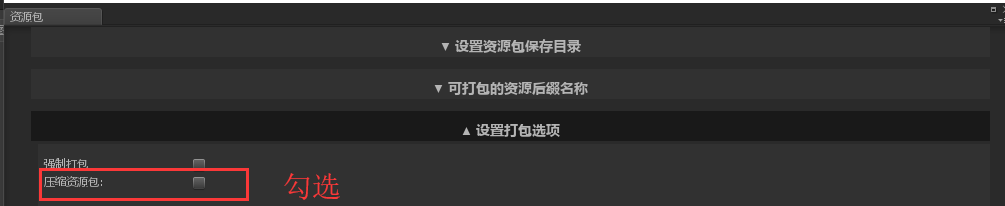 资源包
▼ 设置资源包保存目录
▼ 可打包的资源后缀名称
▲ 设置打包选项
强制打包
压缩资源包:
勾选